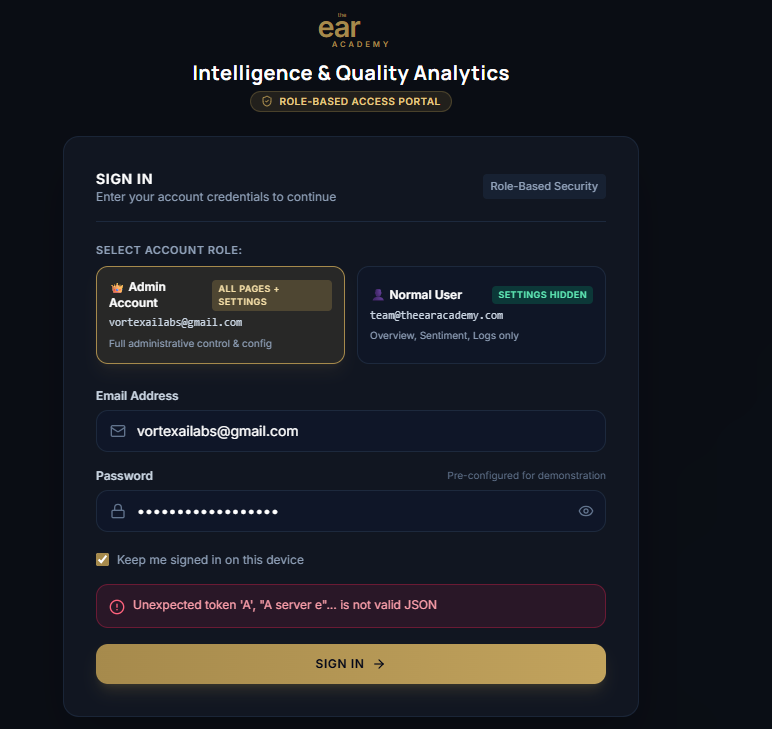 the
ear
ACADEMY
Intelligence & Quality Analytics
ROLE-BASED ACCESS PORTAL
SIGN IN
Enter your account credentials to continue
Role-Based Security
SELECT ACCOUNT ROLE:
Admin Account
ALL PAGES + SETTINGS
vortexailabs@gmail.com
Full administrative control & config
Normal User
SETTINGS HIDDEN
team@theearacademy.com
Overview, Sentiment, Logs only
Email Address
vortexailabs@gmail.com
Password
Pre-configured for demonstration
••••••••••••••••••
Keep me signed in on this device
Unexpected token 'A', "A server e"... is not valid JSON
SIGN IN →